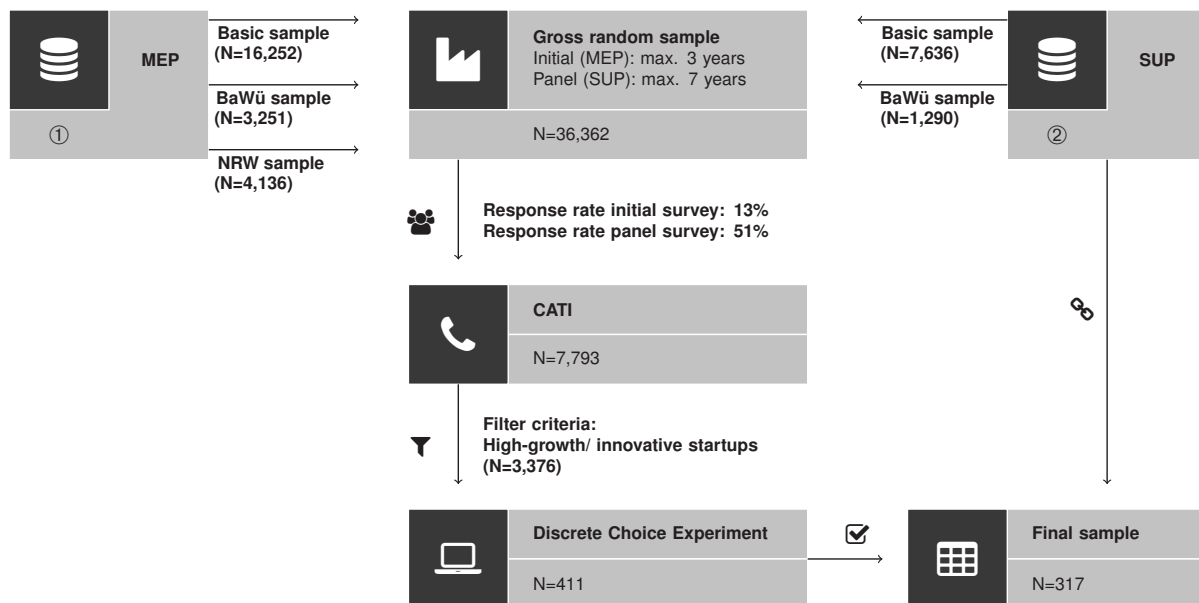 MEP
①
Basic sample
(N=16,252)
BaWü sample
(N=3,251)
NRW sample
(N=4,136)
Gross random sample
Initial (MEP): max. 3 years
Panel (SUP): max. 7 years
N=36,362
Basic sample
(N=7,636)
BaWü sample
(N=1,290)
SUP
②
Response rate initial survey: 13%
Response rate panel survey: 51%
CATI
N=7,793
Filter criteria:
High-growth/ innovative startups
(N=3,376)
Discrete Choice Experiment
N=411
Final sample
N=317